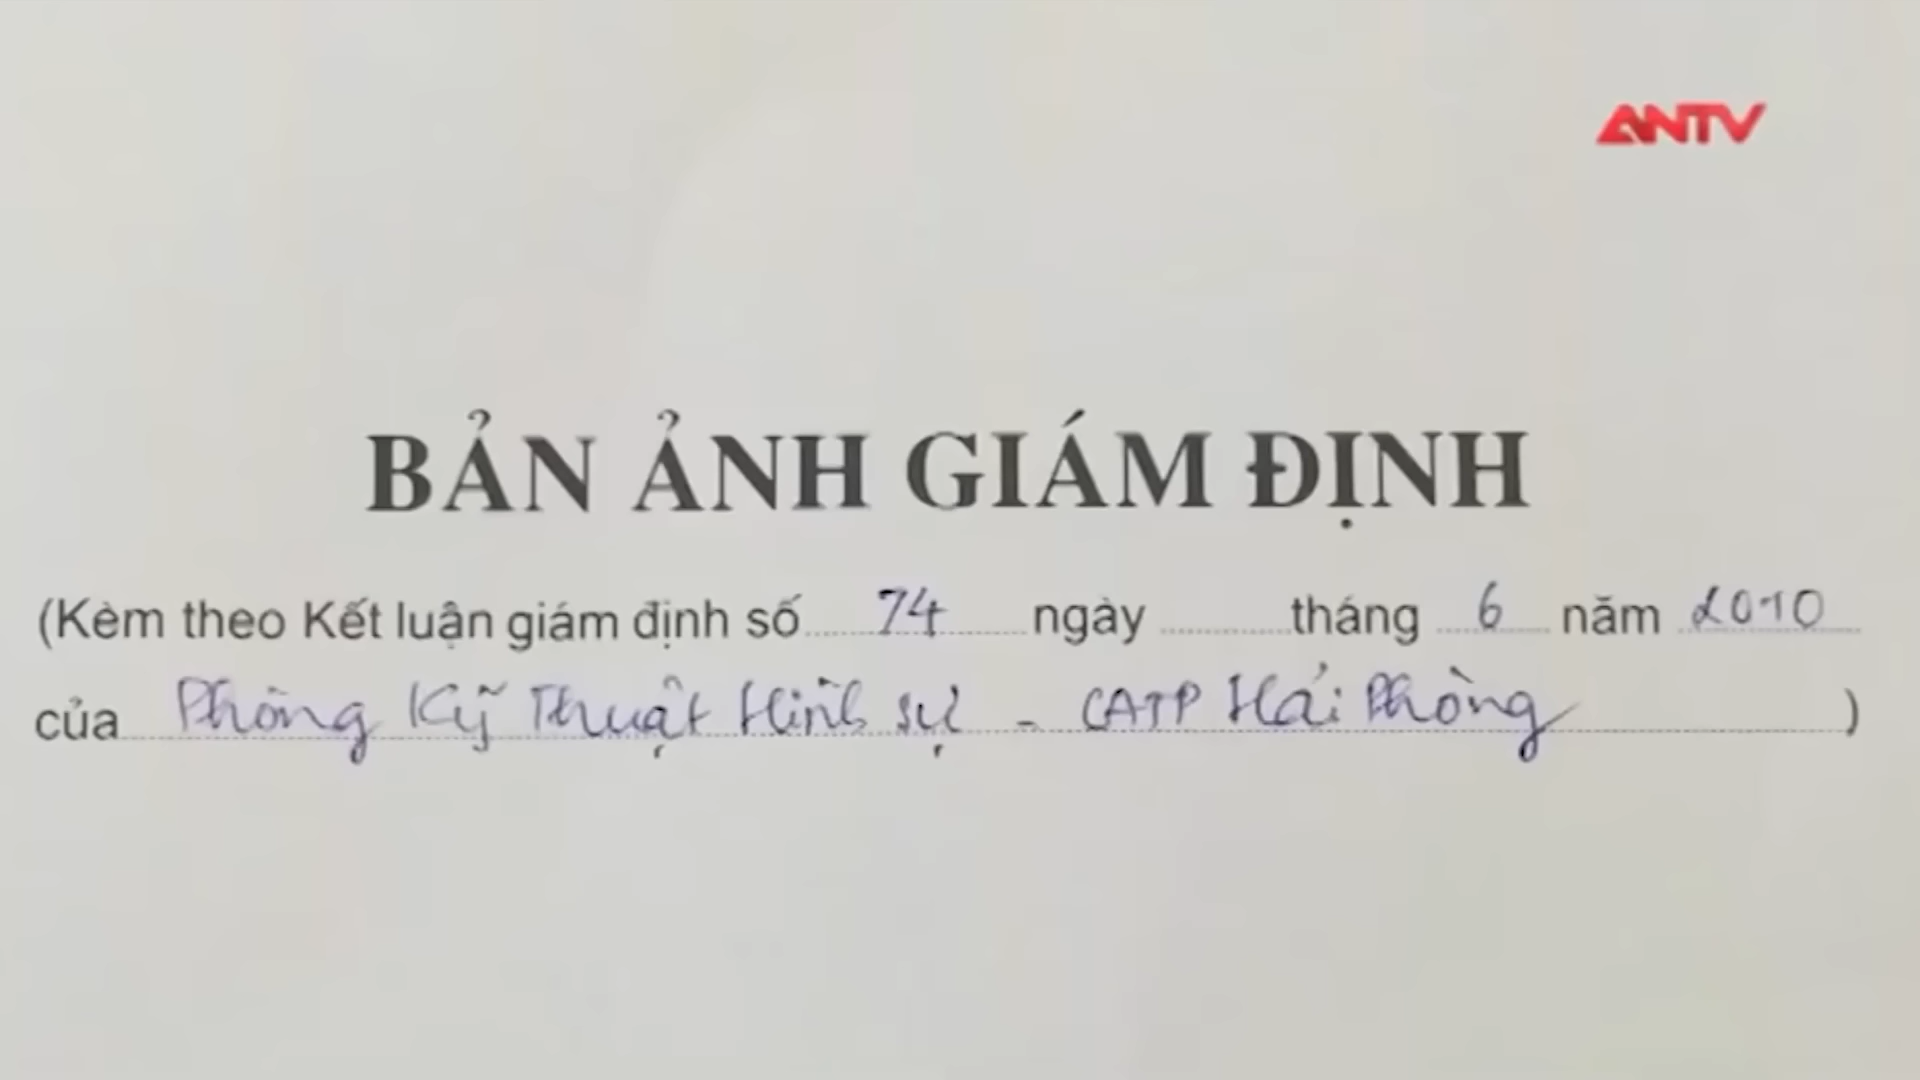 ANTV
BẢN ẢNH GIÁM ĐỊNH
(Kèm theo Kết luận giám định số 74 ngày ........ tháng 6 năm 2010
của Phòng Kỹ Thuật Hình sự - CATP Hải Phòng )